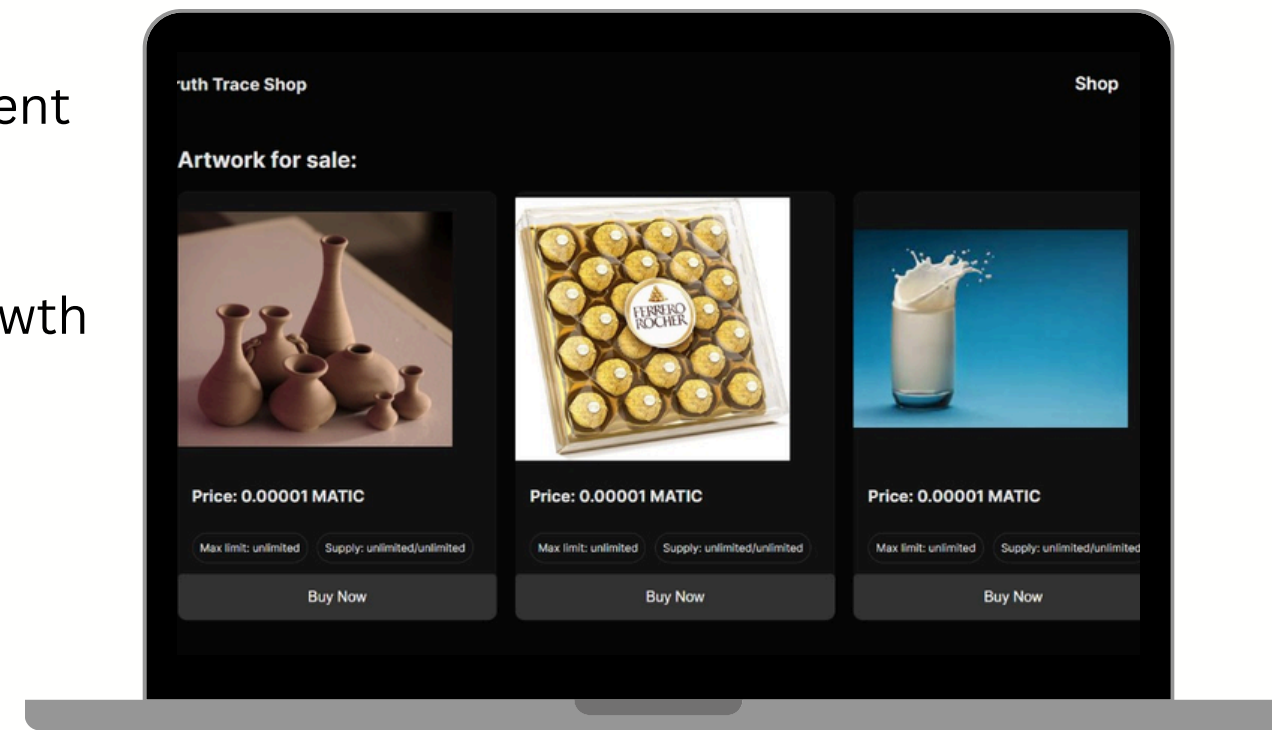 ent
wth
ruth Trace Shop
Shop
Artwork for sale:
FERRERO
ROCHER
Price: 0.00001 MATIC
Price: 0.00001 MATIC
Price: 0.00001 MATIC
Max limit: unlimited
Supply: unlimited/unlimited
Max limit: unlimited
Supply: unlimited/unlimited
Max limit: unlimited
Supply: unlimited/unlimited
Buy Now
Buy Now
Buy Now